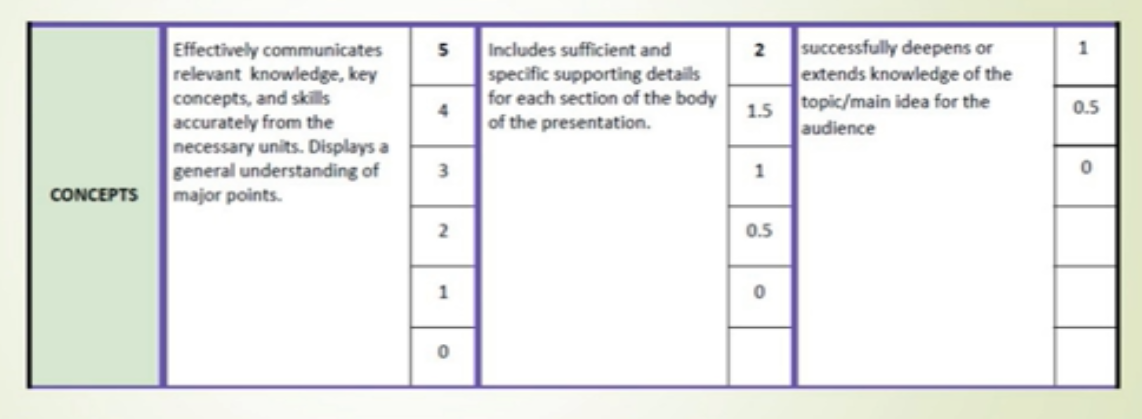 CONCEPTS
Effectively communicates
relevant knowledge, key
concepts, and skills
accurately from the
necessary units. Displays a
general understanding of
major points.
5
4
3
2
1
0
Includes sufficient and
specific supporting details
for each section of the body
of the presentation.
2
1.5
1
0.5
0
successfully deepens or
extends knowledge of the
topic/main idea for the
audience
1
0.5
0